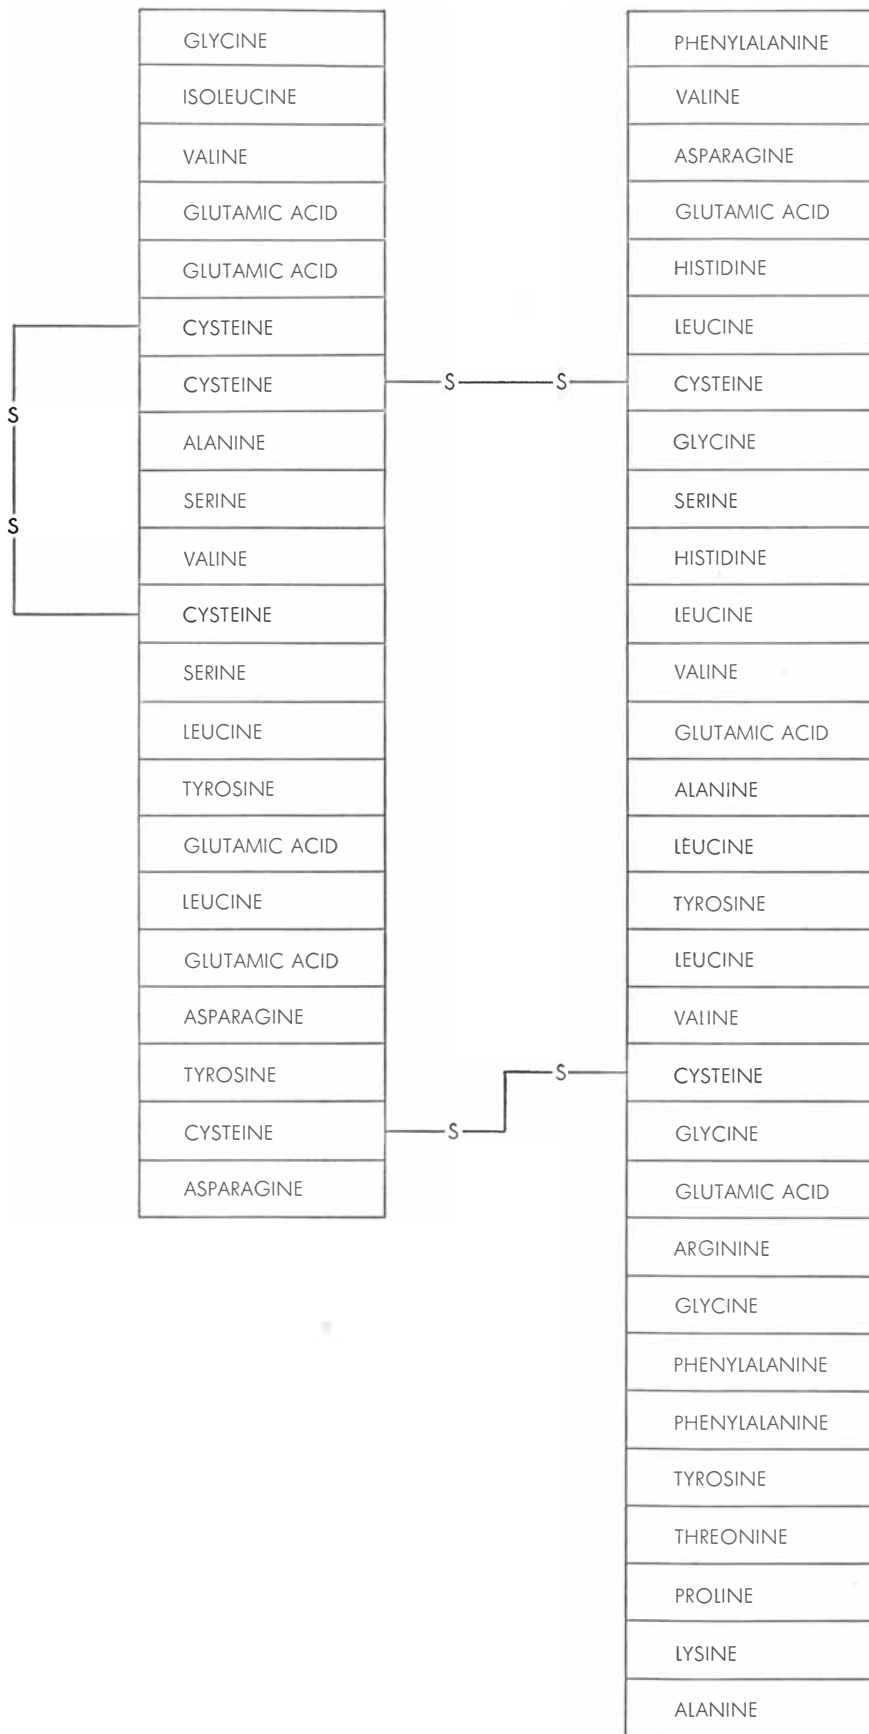 GLYCINE
ISOLEUCINE
VALINE
GLUTAMIC ACID
GLUTAMIC ACID
CYSTEINE
CYSTEINE
ALANINE
SERINE
VALINE
CYSTEINE
SERINE
LEUCINE
TYROSINE
GLUTAMIC ACID
LEUCINE
GLUTAMIC ACID
ASPARAGINE
TYROSINE
CYSTEINE
ASPARAGINE
S
S
S S
S
S
PHENYLALANINE
VALINE
ASPARAGINE
GLUTAMIC ACID
HISTIDINE
LEUCINE
CYSTEINE
GLYCINE
SERINE
HISTIDINE
LEUCINE
VALINE
GLUTAMIC ACID
ALANINE
LEUCINE
TYROSINE
LEUCINE
VALINE
CYSTEINE
GLYCINE
GLUTAMIC ACID
ARGININE
GLYCINE
PHENYLALANINE
PHENYLALANINE
TYROSINE
THREONINE
PROLINE
LYSINE
ALANINE